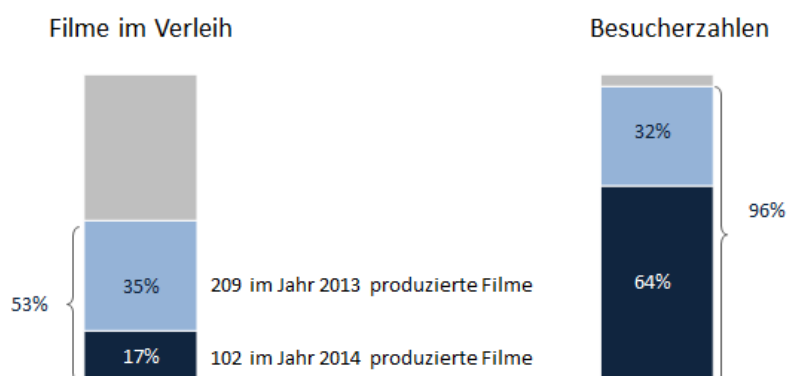 Filme im Verleih
Besucherzahlen
32%
96%
35%
209 im Jahr 2013 produzierte Filme
64%
53%
17%
102 im Jahr 2014 produzierte Filme